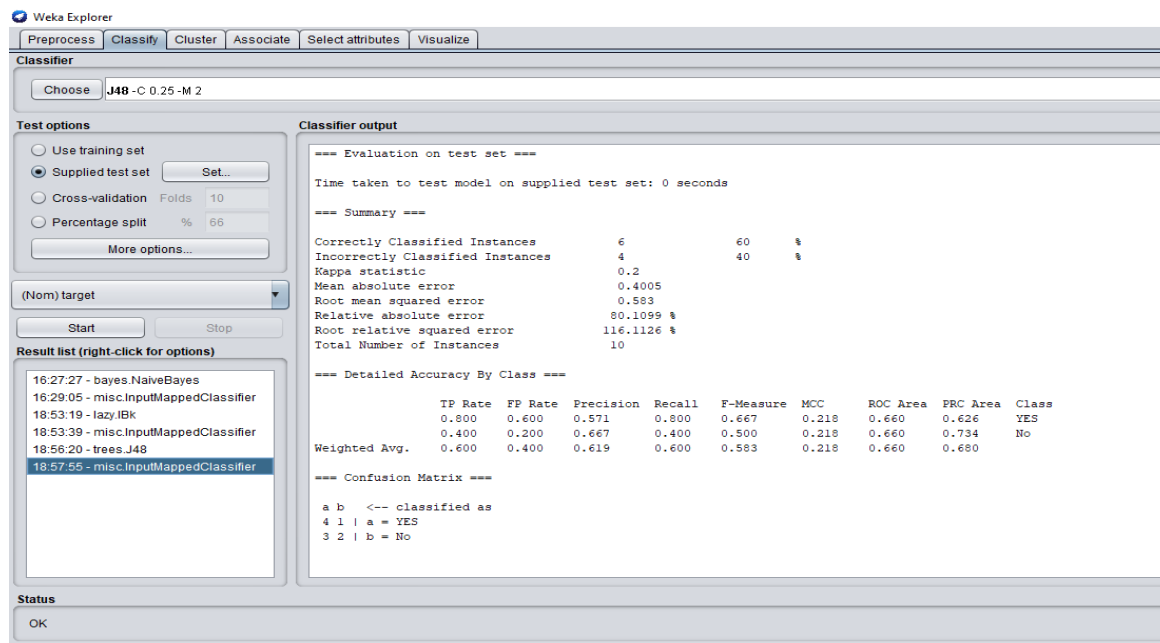 Weka Explorer
Preprocess Classify Cluster Associate Select attributes Visualize
Classifier
Choose J48 -C 0.25 -M 2
Test options
Use training set
Supplied test set Set...
Cross-validation Folds 10
Percentage split % 66
More options...
(Nom) target
Start Stop
Result list (right-click for options)
16:27:27 - bayes.NaiveBayes
16:29:05 - misc.InputMappedClassifier
18:53:19 - lazy.IBk
18:53:39 - misc.InputMappedClassifier
18:56:20 - trees.J48
18:57:55 - misc.InputMappedClassifier
Classifier output
=== Evaluation on test set ===
Time taken to test model on supplied test set: 0 seconds
=== Summary ===
Correctly Classified Instances 6 60 %
Incorrectly Classified Instances 4 40 %
Kappa statistic 0.2
Mean absolute error 0.4005
Root mean squared error 0.583
Relative absolute error 80.1099 %
Root relative squared error 116.1126 %
Total Number of Instances 10
=== Detailed Accuracy By Class ===
TP Rate FP Rate Precision Recall F-Measure MCC ROC Area PRC Area Class
0.800 0.600 0.571 0.800 0.667 0.218 0.660 0.626 YES
0.400 0.200 0.667 0.400 0.500 0.218 0.660 0.734 No
Weighted Avg. 0.600 0.400 0.619 0.600 0.583 0.218 0.660 0.680
=== Confusion Matrix ===
a b <-- classified as
4 1 | a = YES
3 2 | b = No
Status
OK